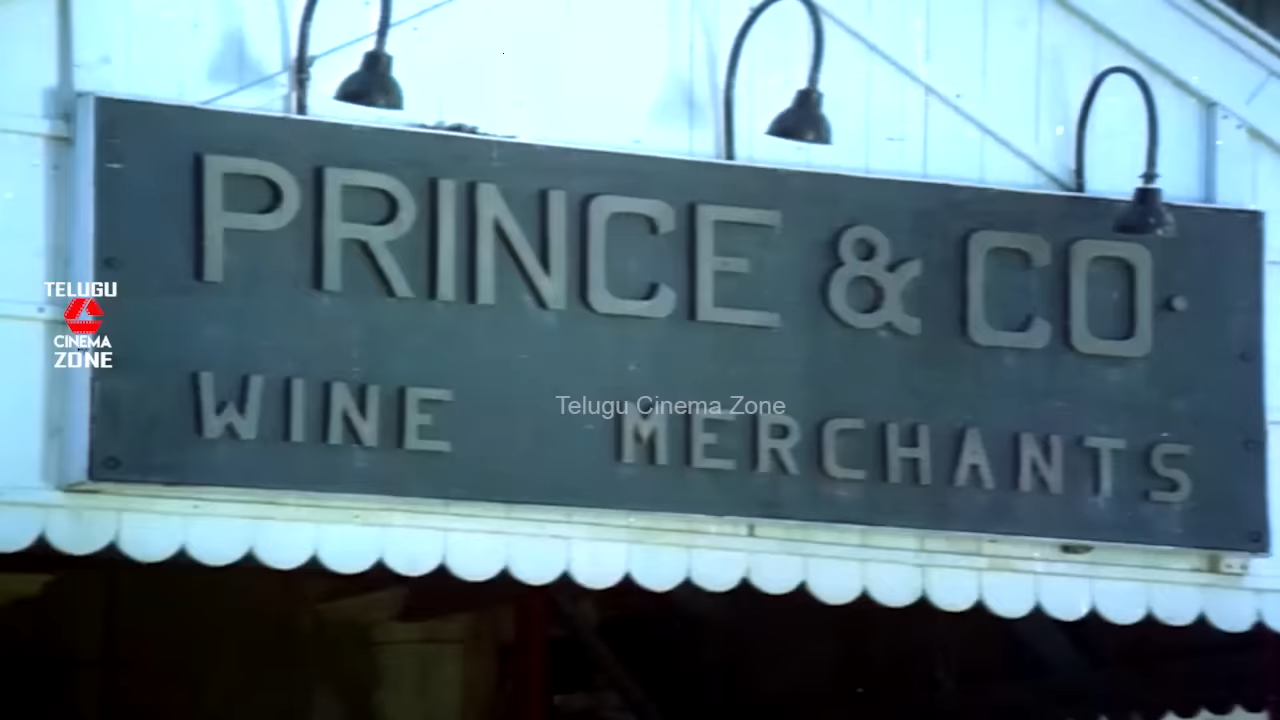 PRINCE & CO.
WINE MERCHANTS
TELUGU
CINEMA
ZONE
Telugu Cinema Zone